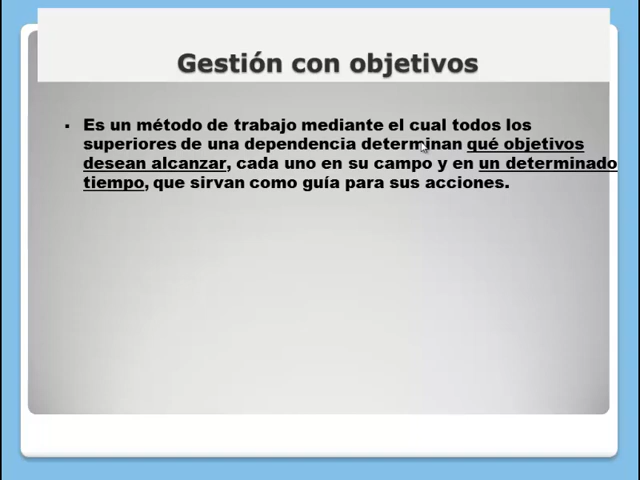 Gestión con objetivos
▪ Es un método de trabajo mediante el cual todos los
superiores de una dependencia determinan qué objetivos
desean alcanzar, cada uno en su campo y en un determinado
tiempo, que sirvan como guía para sus acciones.